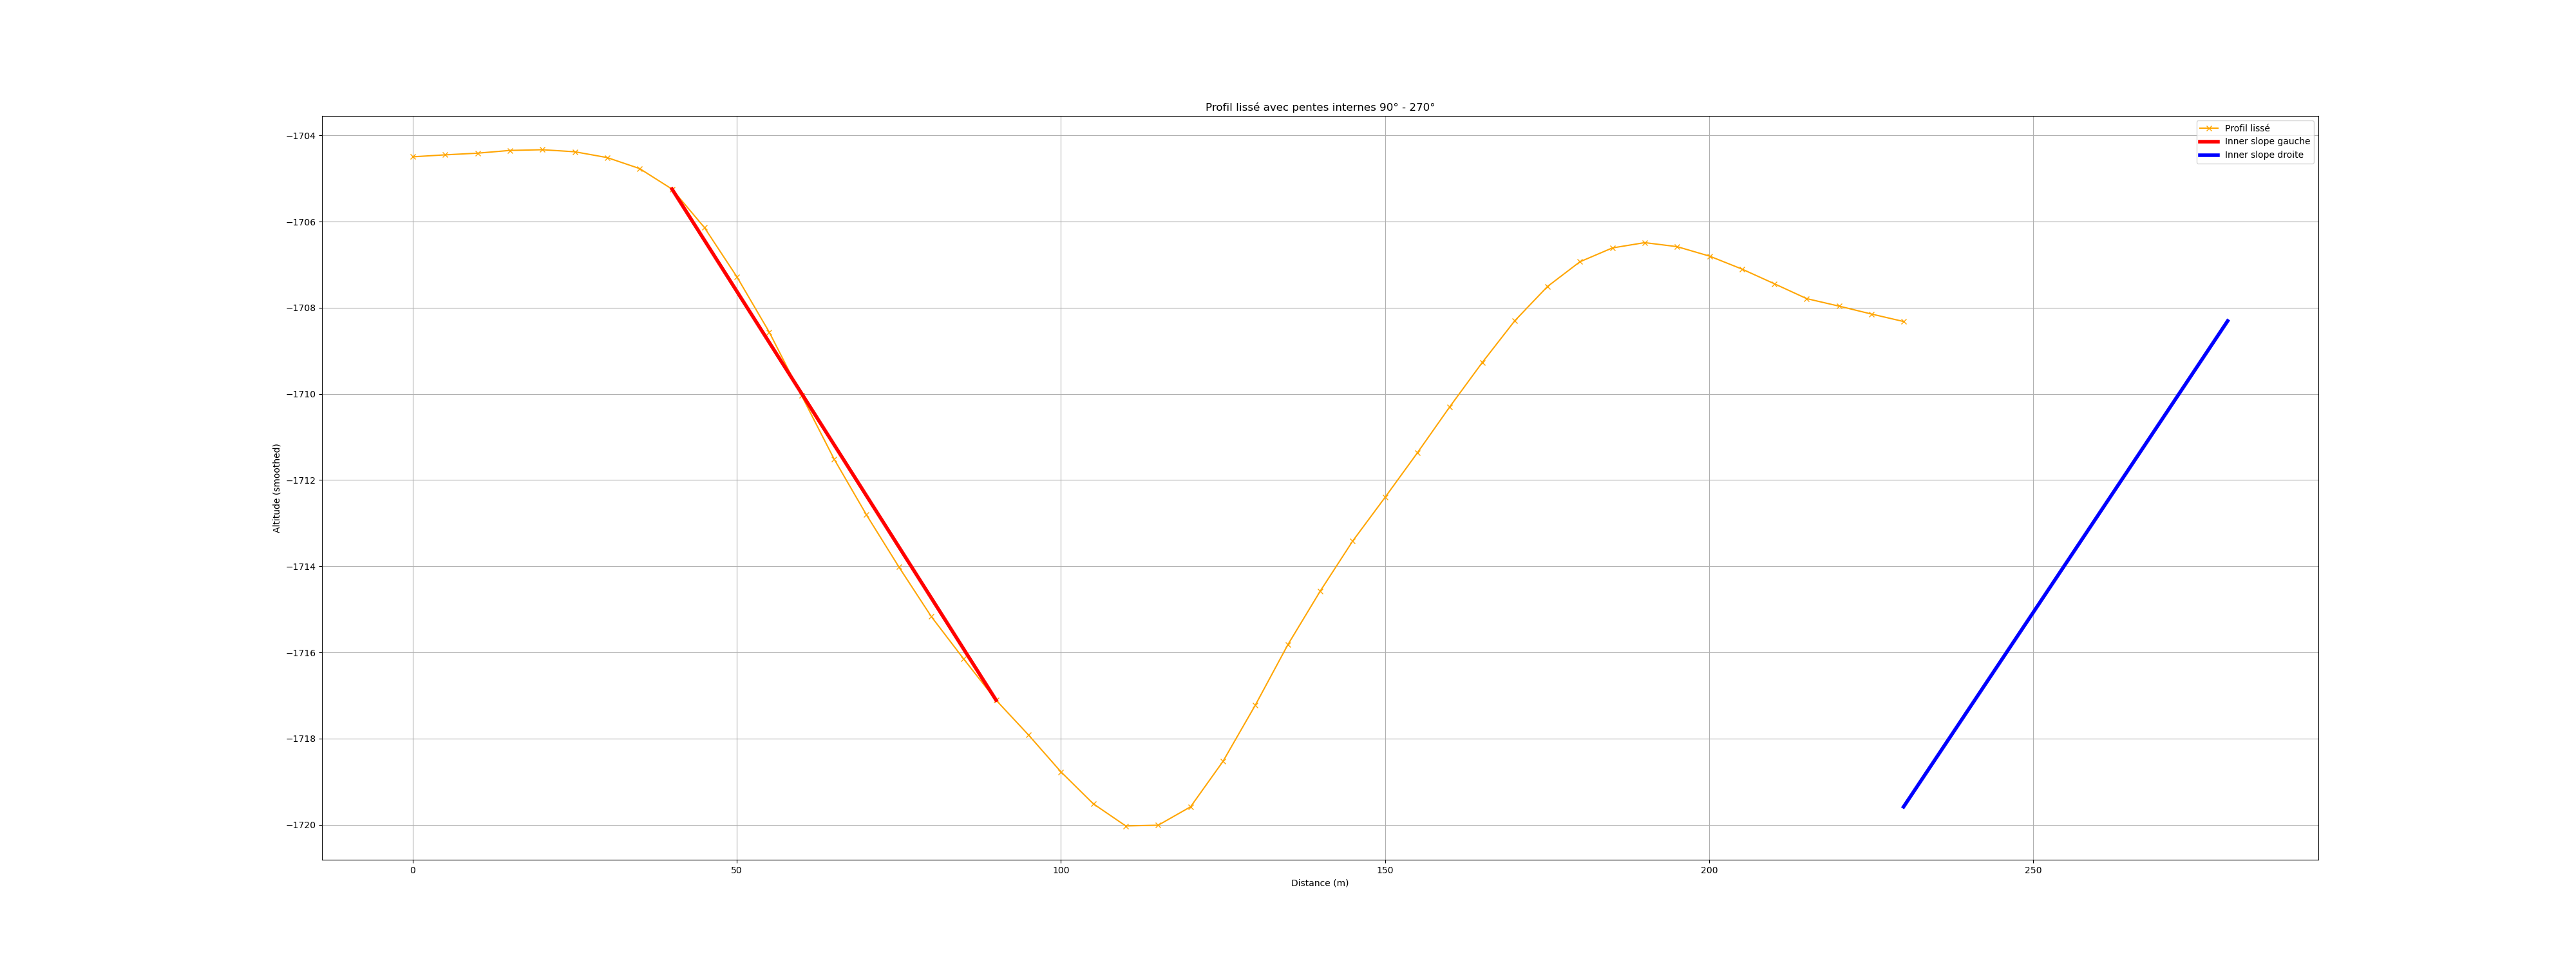 Profil lissé avec pentes internes 90° - 270°
Profil lissé
Inner slope gauche
Inner slope droite
Altitude (smoothed)
−1704
−1706
−1708
−1710
−1712
−1714
−1716
−1718
−1720
0 50 100 150 200 250
Distance (m)